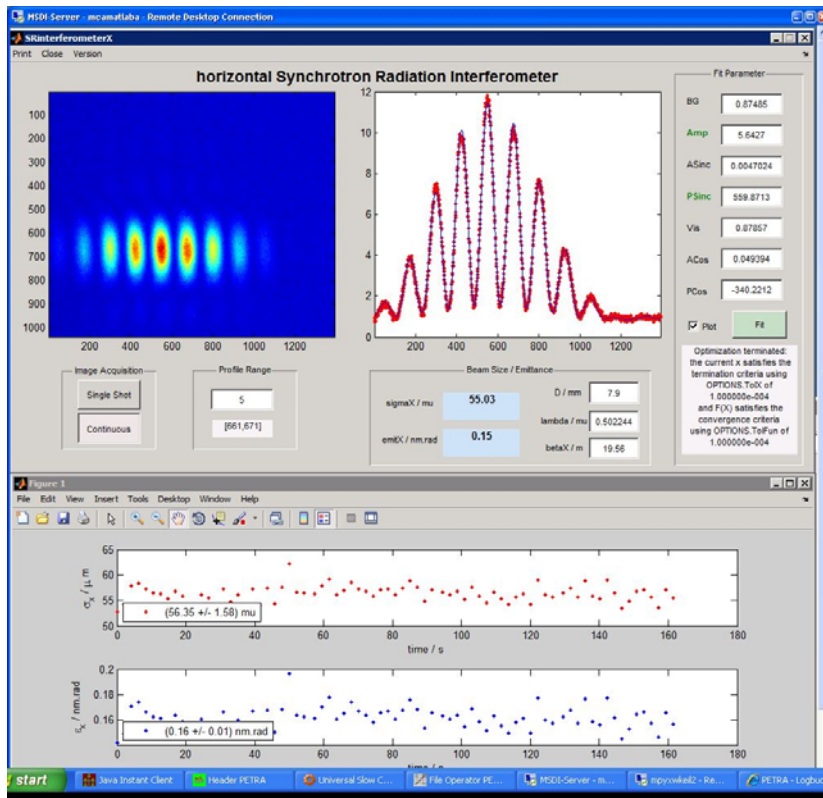 MSDI-Server - mcamatlaba - Remote Desktop Connection
SRinterferometerX
Print Close Version
horizontal Synchrotron Radiation Interferometer
100
200
300
400
500
600
700
800
900
1000
200 400 600 800 1000 1200
12
10
8
6
4
2
0
200 400 600 800 1000 1200
Fit Parameter
BG 0.87485
Amp 5.6427
ASinc 0.0047024
PSinc 559.8713
Vis 0.87857
ACos 0.049394
PCos -340.2212
Plot Fit
Optimization terminated:
the current x satisfies the
termination criteria using
OPTIONS.TolX of
1.000000e-004
and F(X) satisfies the
convergence criteria
using OPTIONS.TolFun of
1.000000e-004
Image Acquisition
Single Shot
Continuous
Profile Range
5
[661,671]
Beam Size / Emittance
sigmaX / mu 55.03
emitX / nm.rad 0.15
D / mm 7.9
lambda / mu 0.502244
betaX / m 19.56
Figure 1
File Edit View Insert Tools Desktop Window Help
65
60
55
50
σx / μ m
(56.35 +/- 1.58) mu
0 20 40 60 80 100 120 140 160 180
time / s
0.2
0.18
0.16
εx / nm.rad
(0.16 +/- 0.01) nm.rad
0 20 40 60 80 100 120 140 160 180
time / s
start Java Instant Client Header PETRA Universal Slow C... File Operator PE... MSDI-Server - m... mpyxwkeil2 - Re... PETRA - Logbuc